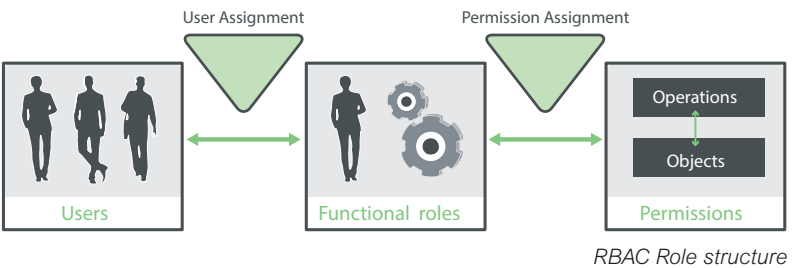 User Assignment
Permission Assignment
Operations
Objects
Users
Functional roles
Permissions
RBAC Role structure